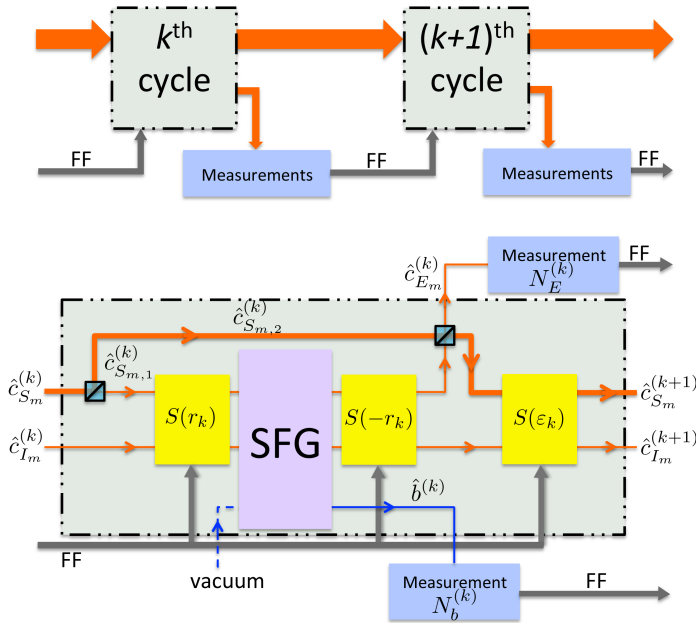 kth (k+1)th
cycle cycle
FF Measurements FF Measurements FF
Measurement FF
ĉ_{E_m}^{(k)} N_E^{(k)}
ĉ_{S_{m,2}}^{(k)}
ĉ_{S_{m,1}}^{(k)}
ĉ_{S_m}^{(k)} ĉ_{S_m}^{(k+1)}
S(r_k) SFG S(−r_k) S(ε_k)
ĉ_{I_m}^{(k)} ĉ_{I_m}^{(k+1)}
b̂^{(k)}
FF
vacuum Measurement FF
N_b^{(k)}